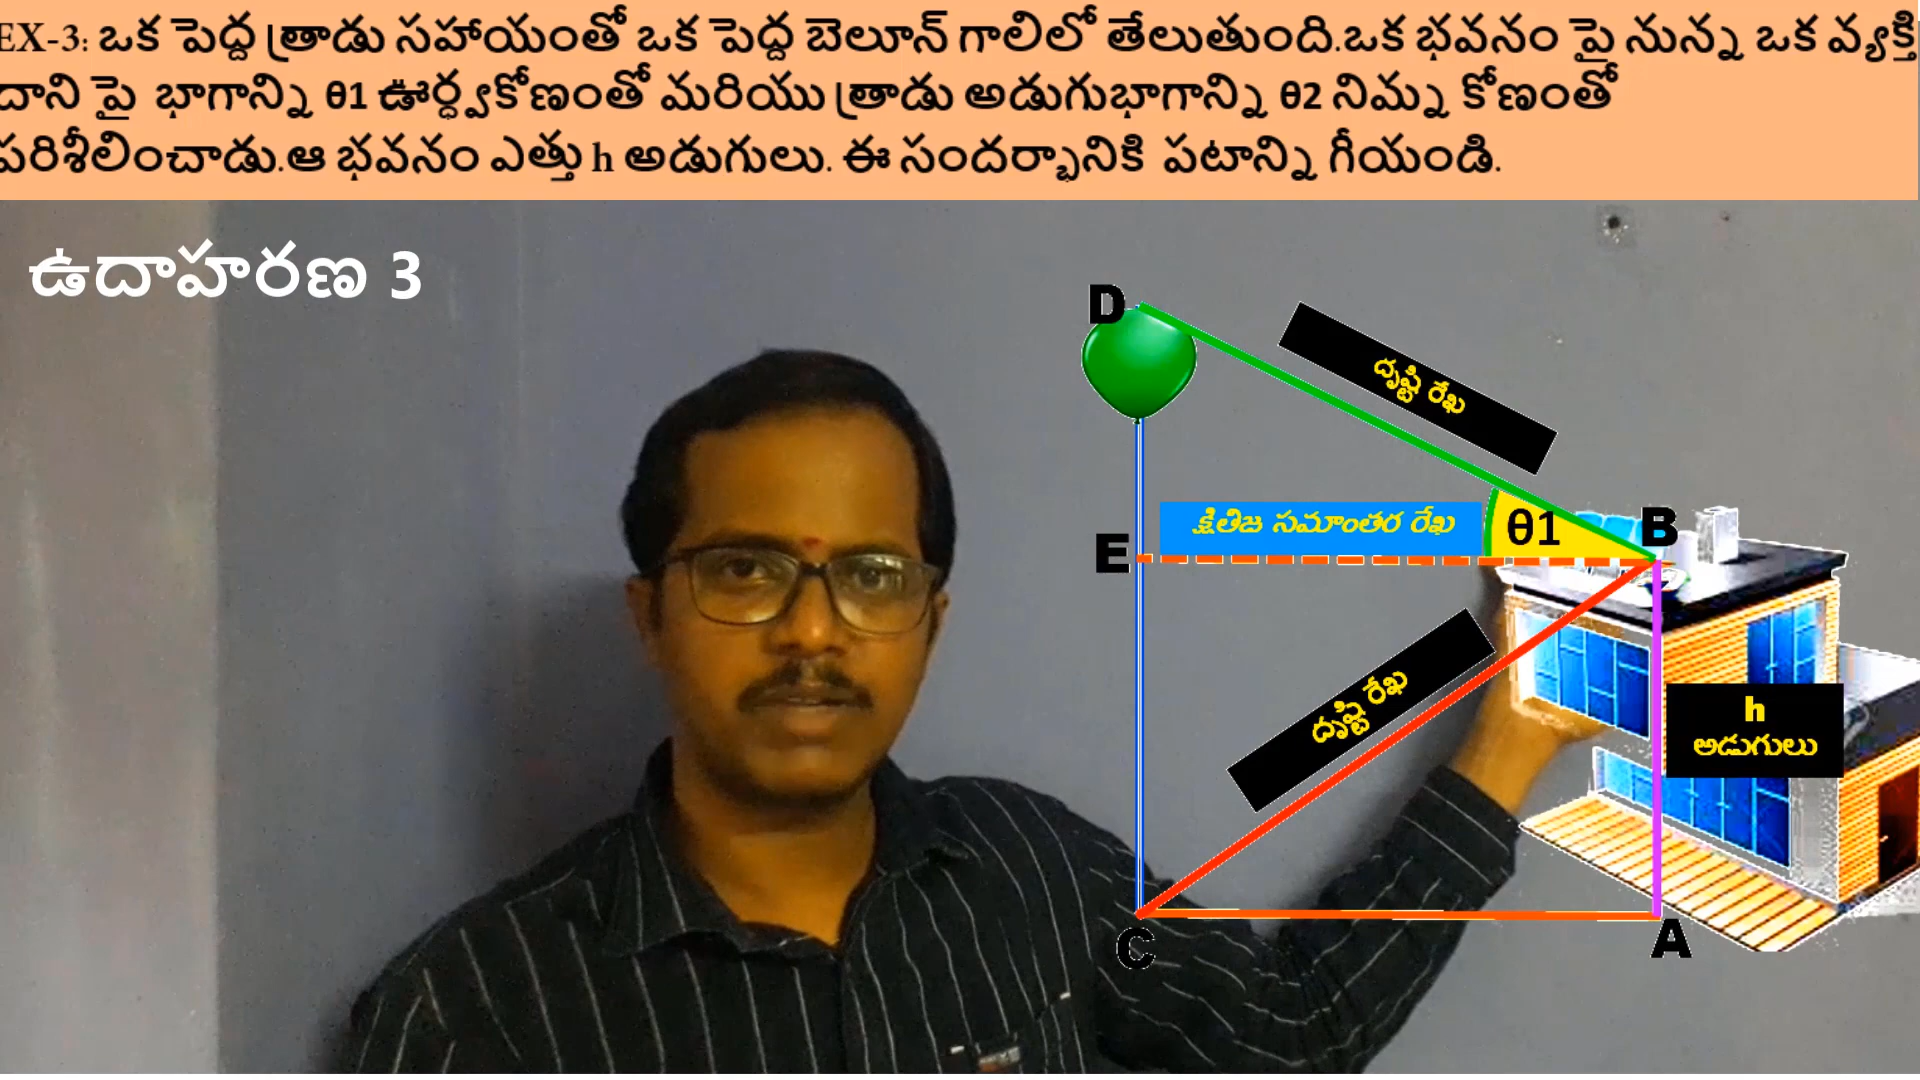 EX-3: ఒక పెద్ద త్రాడు సహాయంతో ఒక పెద్ద బెలూన్ గాలిలో తేలుతుంది.ఒక భవనం పై నున్న ఒక వ్యక్తి
దాని పై భాగాన్ని θ1 ఊర్ధ్వకోణంతో మరియు త్రాడు అడుగుభాగాన్ని θ2 నిమ్న కోణంతో
పరిశీలించాడు.ఆ భవనం ఎత్తు h అడుగులు. ఈ సందర్భానికి పటాన్ని గీయండి.
ఉదాహరణ 3
D
దృష్టి రేఖ
క్షితిజ సమాంతర రేఖ
θ1
B
E
దృష్టి రేఖ
h
అడుగులు
C
A